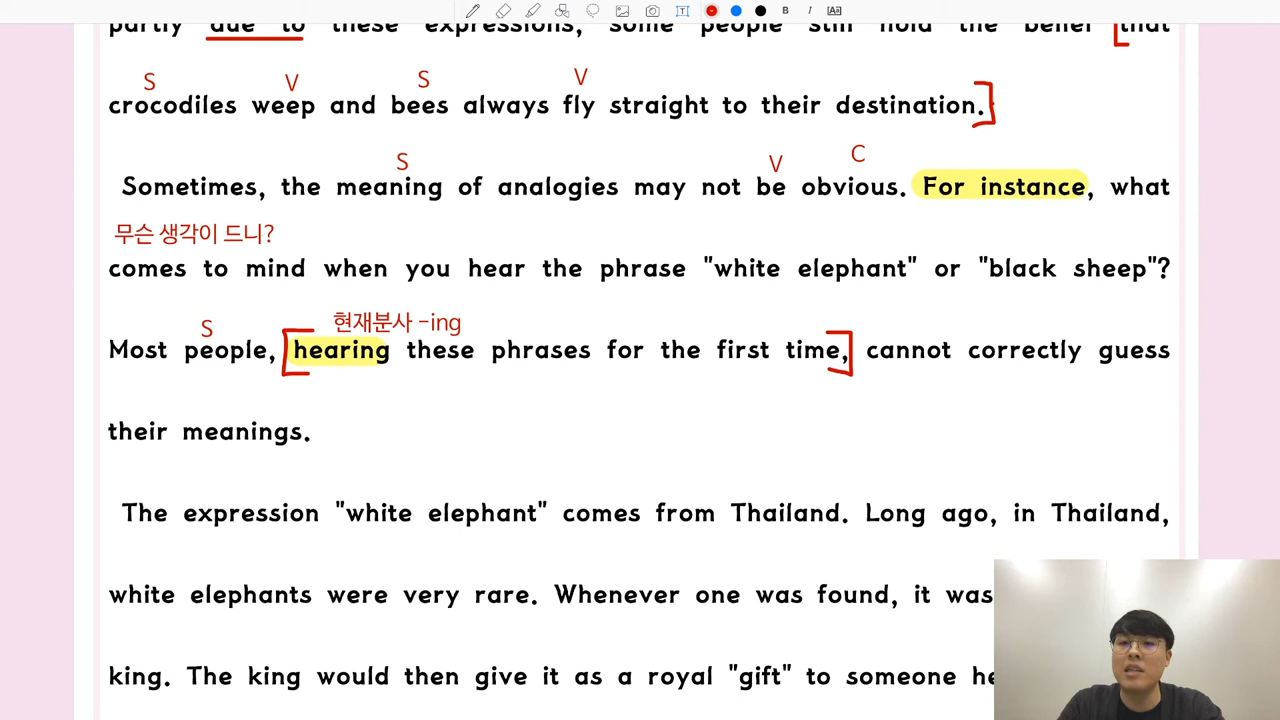 partly due to these expressions, some people still hold the belief that
S V S V
crocodiles weep and bees always fly straight to their destination.
S V C
Sometimes, the meaning of analogies may not be obvious. For instance, what
무슨 생각이 드니?
comes to mind when you hear the phrase "white elephant" or "black sheep"?
S 현재분사 -ing
Most people, hearing these phrases for the first time, cannot correctly guess
their meanings.
The expression "white elephant" comes from Thailand. Long ago, in Thailand,
white elephants were very rare. Whenever one was found, it was
king. The king would then give it as a royal "gift" to someone he